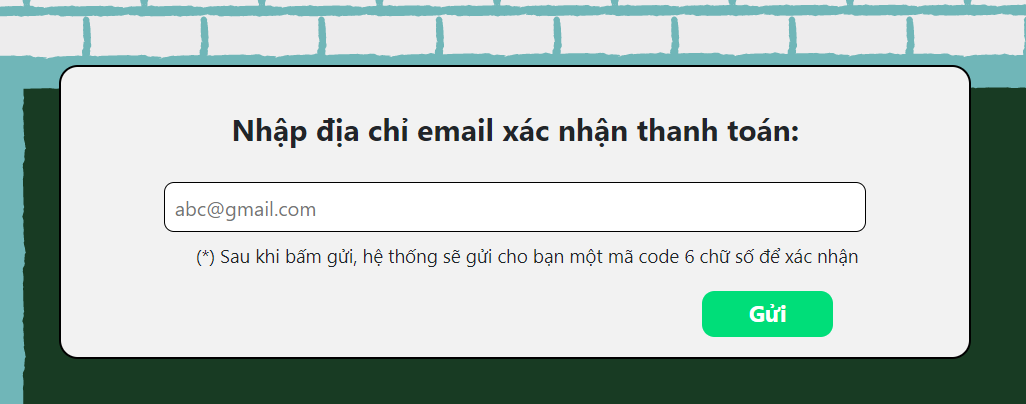 Nhập địa chỉ email xác nhận thanh toán:
abc@gmail.com
(*) Sau khi bấm gửi, hệ thống sẽ gửi cho bạn một mã code 6 chữ số để xác nhận
Gửi